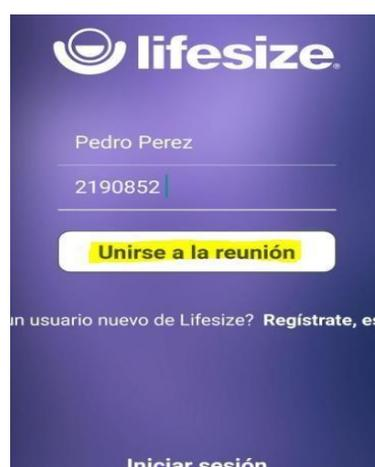 lifesize
Pedro Perez
2190852
Unirse a la reunión
un usuario nuevo de Lifesize? Regístrate, es
Iniciar sesión